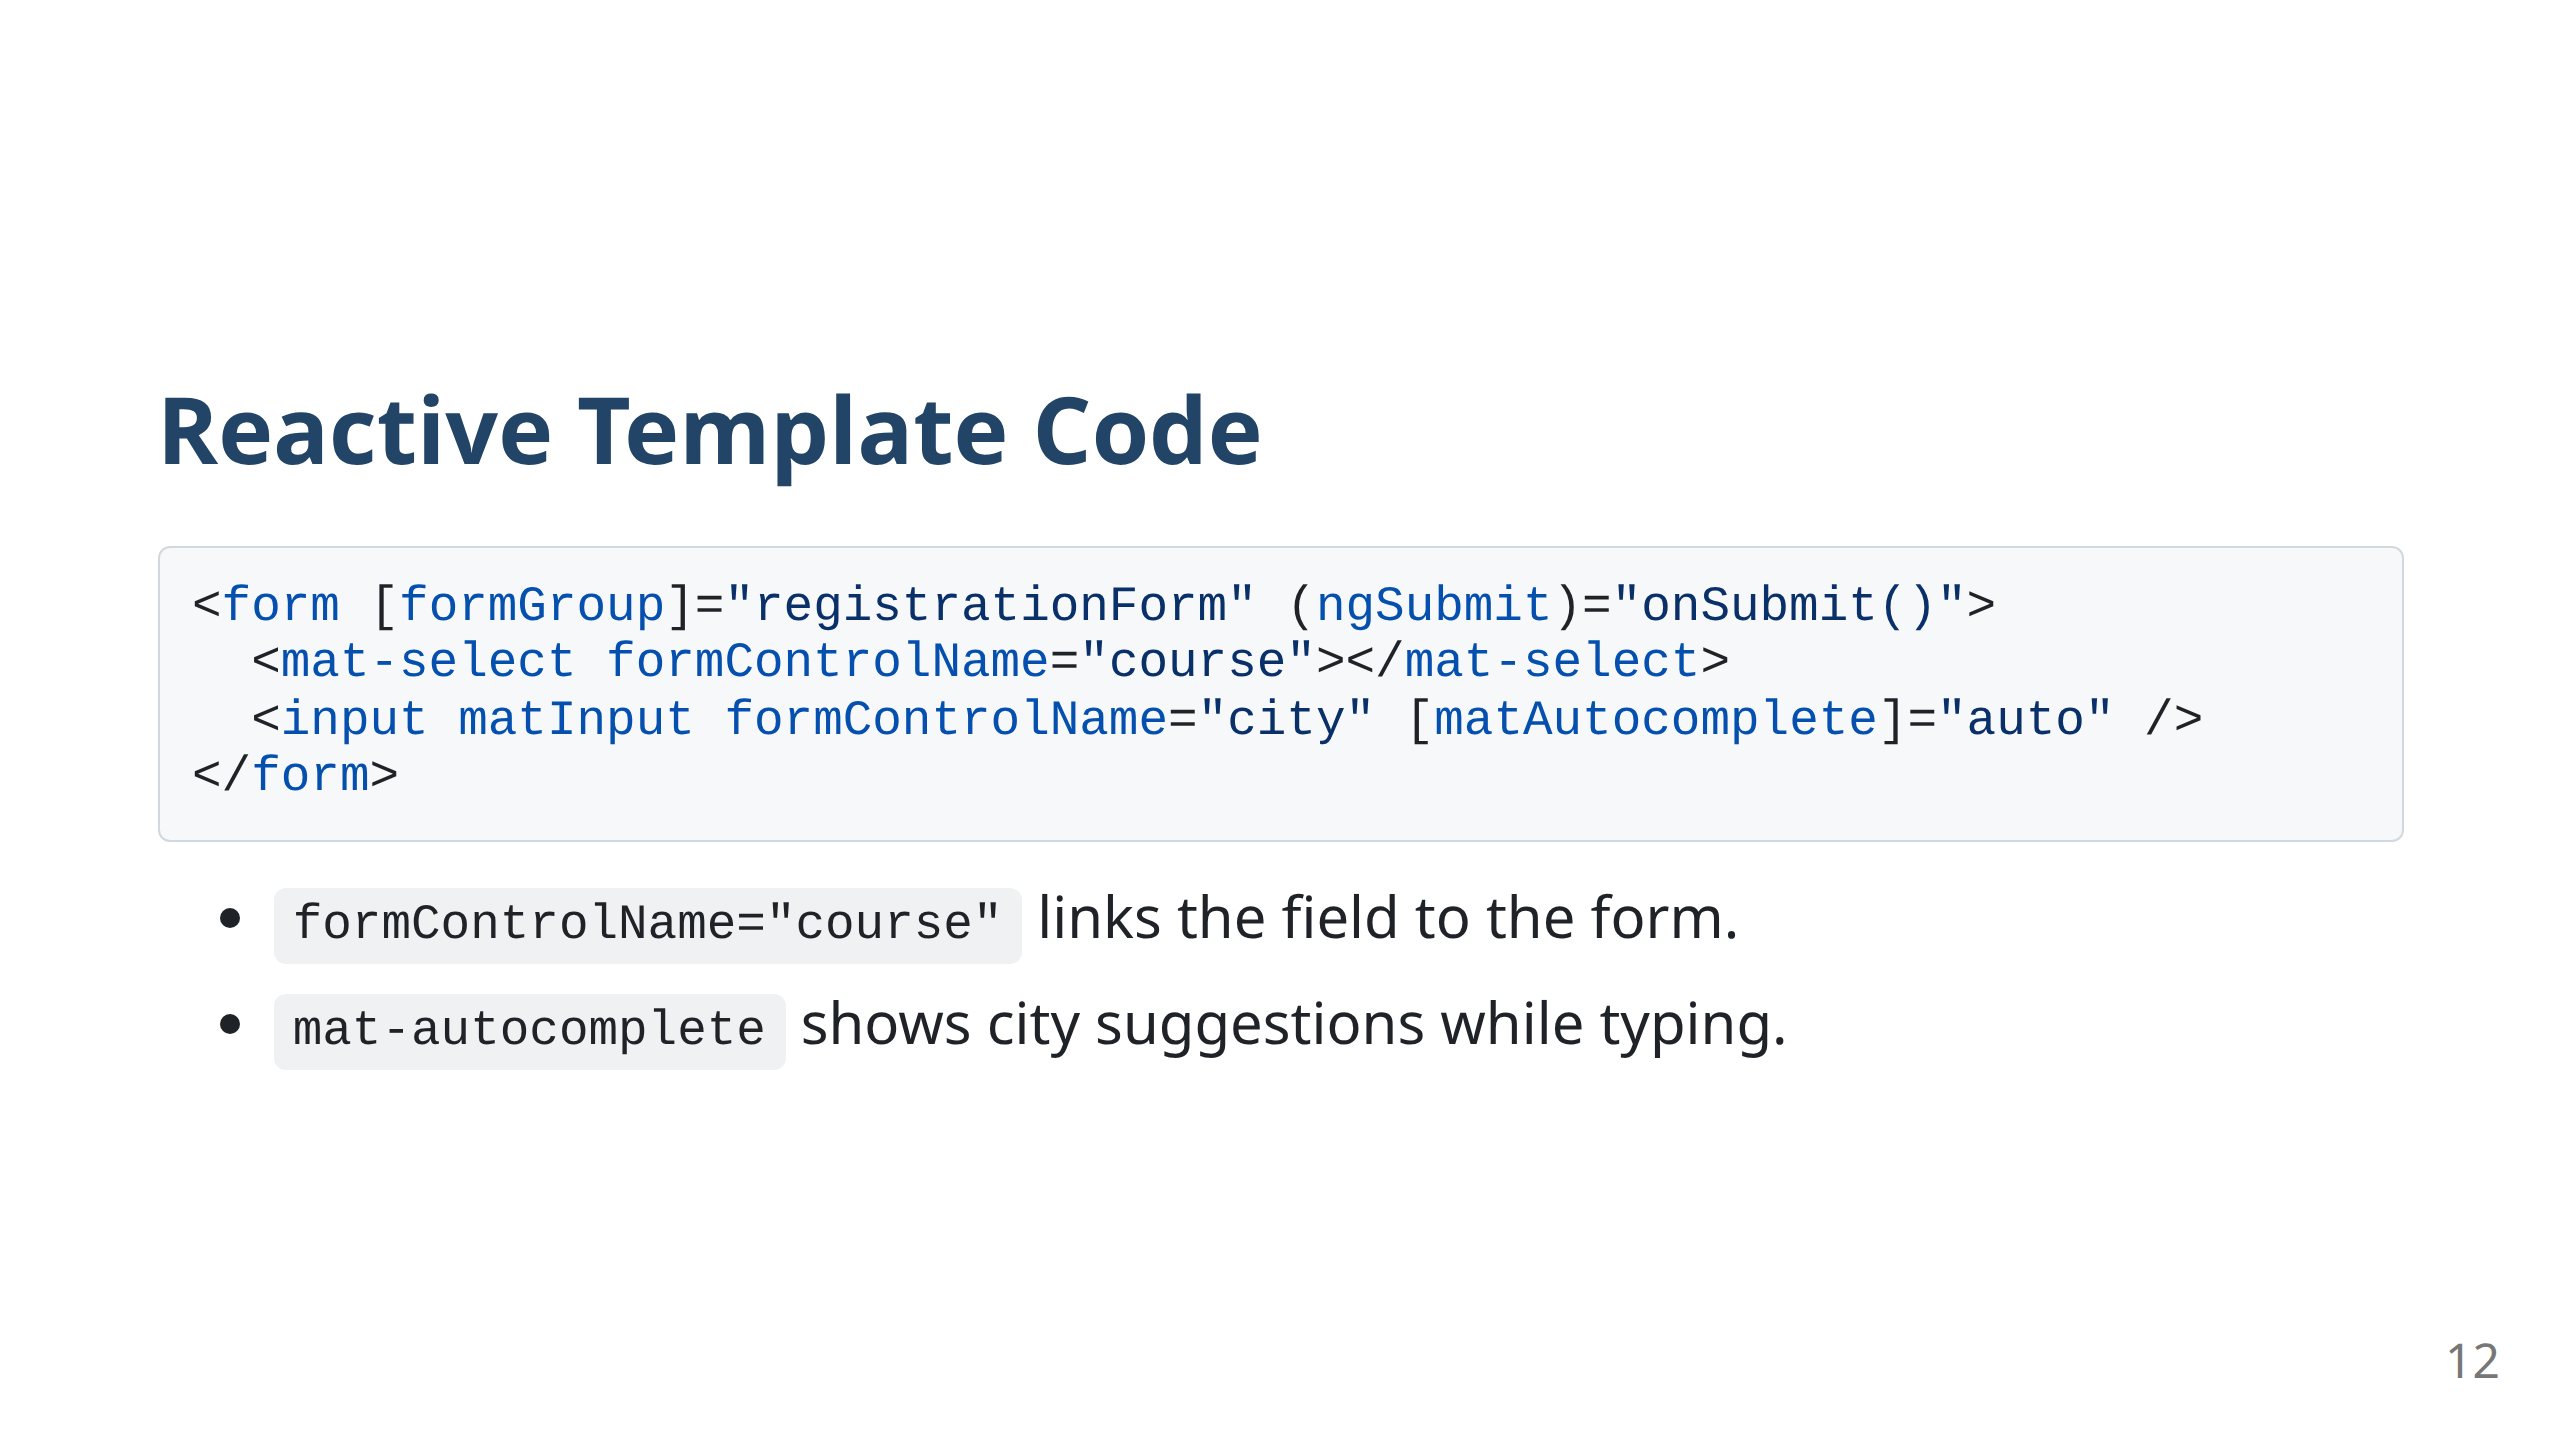 Reactive Template Code
<form [formGroup]="registrationForm" (ngSubmit)="onSubmit()">
  <mat-select formControlName="course"></mat-select>
  <input matInput formControlName="city" [matAutocomplete]="auto" />
</form>
• formControlName="course" links the field to the form.
• mat-autocomplete shows city suggestions while typing.
12